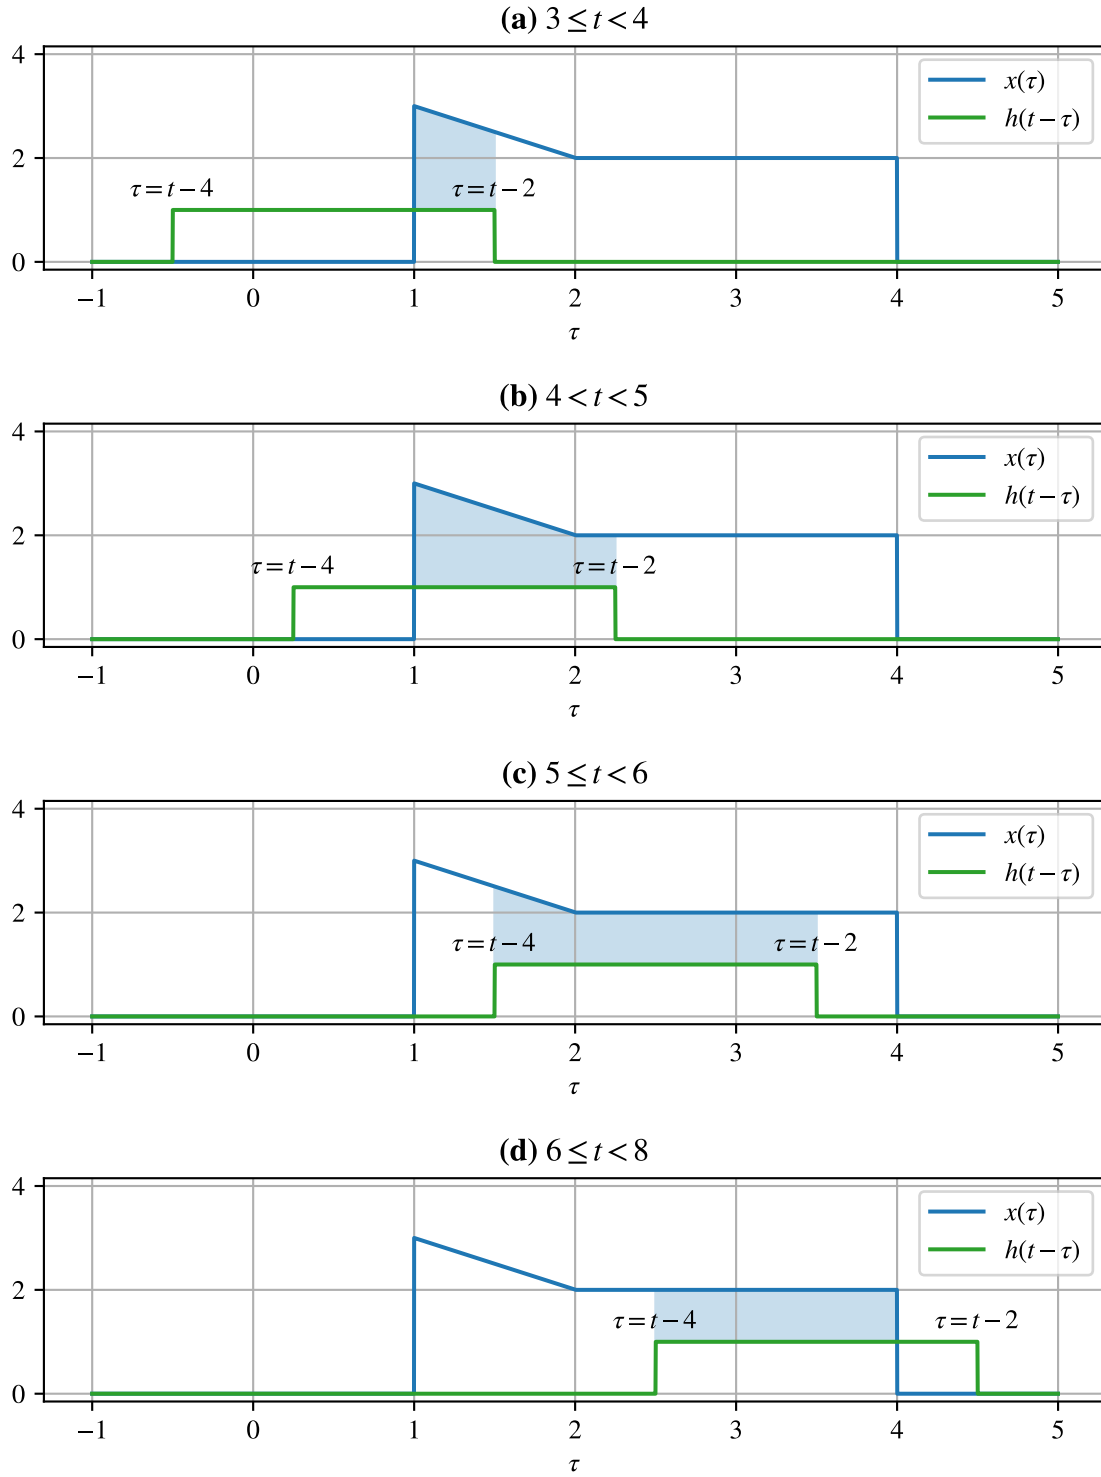 (a) 3 ≤ t < 4
4
2
0
x(τ)
h(t − τ)
τ = t − 4
τ = t − 2
−1 0 1 2 3 4 5
τ
(b) 4 < t < 5
4
2
0
x(τ)
h(t − τ)
τ = t − 4
τ = t − 2
−1 0 1 2 3 4 5
τ
(c) 5 ≤ t < 6
4
2
0
x(τ)
h(t − τ)
τ = t − 4
τ = t − 2
−1 0 1 2 3 4 5
τ
(d) 6 ≤ t < 8
4
2
0
x(τ)
h(t − τ)
τ = t − 4
τ = t − 2
−1 0 1 2 3 4 5
τ